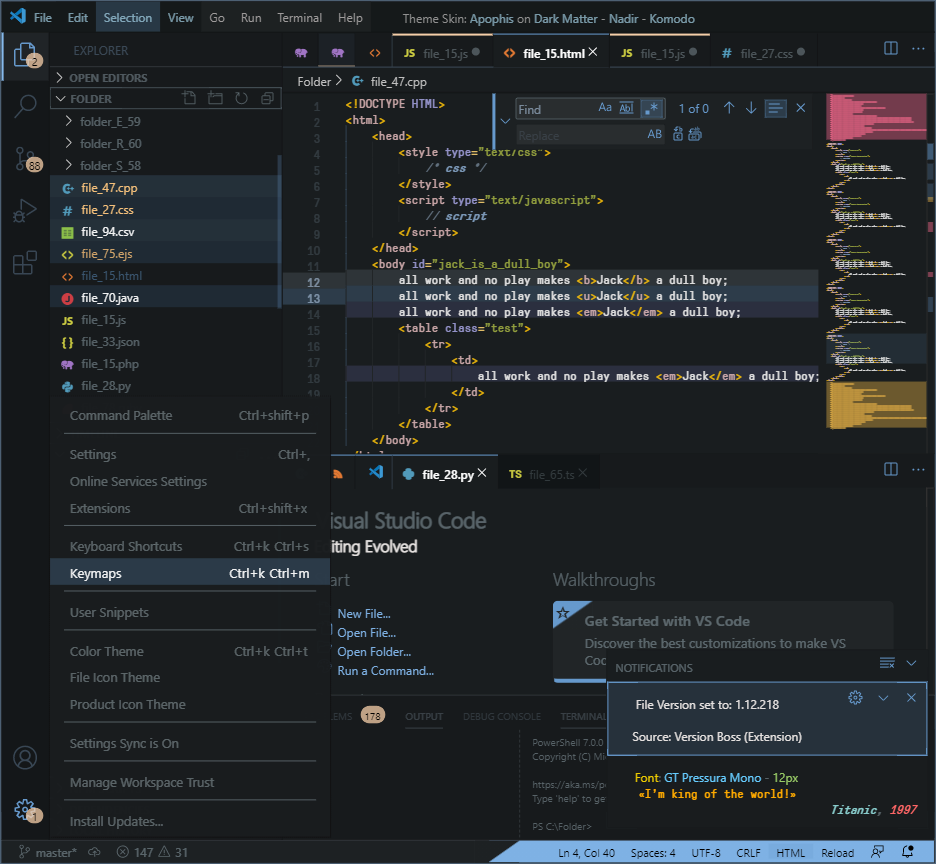 File Edit Selection View Go Run Terminal Help Theme Skin: Apophis on Dark Matter - Nadir - Komodo
2
EXPLORER
JS file_15.js
file_15.html
JS file_15.js
# file_27.css
OPEN EDITORS
FOLDER
folder_E_59
folder_R_60
folder_S_58
file_47.cpp
# file_27.css
file_94.csv
file_75.ejs
file_15.html
file_70.java
JS file_15.js
{} file_33.json
file_15.php
file_28.py
88
Folder > file_47.cpp
Find Aa Abl .* 1 of 0
Replace AB
1 <!DOCTYPE HTML>
2 <html>
3 <head>
4 <style type="text/css">
5 /* css */
6 </style>
7 <script type="text/javascript">
8 // script
9 </script>
10 </head>
11 <body id="jack_is_a_dull_boy">
12 all work and no play makes <b>Jack</b> a dull boy;
13 all work and no play makes <u>Jack</u> a dull boy;
14 all work and no play makes <em>Jack</em> a dull boy;
15 <table class="test">
16 <tr>
17 <td>
18 all work and no play makes <em>Jack</em> a dull boy;
19 </td>
</tr>
</table>
</body>
Command Palette Ctrl+shift+p
Settings Ctrl+,
Online Services Settings
Extensions Ctrl+shift+x
Keyboard Shortcuts Ctrl+k Ctrl+s
Keymaps Ctrl+k Ctrl+m
User Snippets
Color Theme Ctrl+k Ctrl+t
File Icon Theme
Product Icon Theme
Settings Sync is On
Manage Workspace Trust
Install Updates...
1
file_28.py
TS file_65.ts
isual Studio Code
iting Evolved
art
New File...
Open File...
Open Folder...
Run a Command...
Walkthroughs
Get Started with VS Code
Discover the best customizations to make VS
Coc
LEMS 178 OUTPUT DEBUG CONSOLE TERMINAL
PowerShell 7.0.0
Copyright (C) Mi
https://aka.ms/p
Type 'help' to ge
PS C:\Folder>
NOTIFICATIONS
File Version set to: 1.12.218
Source: Version Boss (Extension)
Font: GT Pressura Mono - 12px
«I'm king of the world!»
Titanic, 1997
master* 147 31
Ln 4, Col 40 Spaces: 4 UTF-8 CRLF HTML Reload